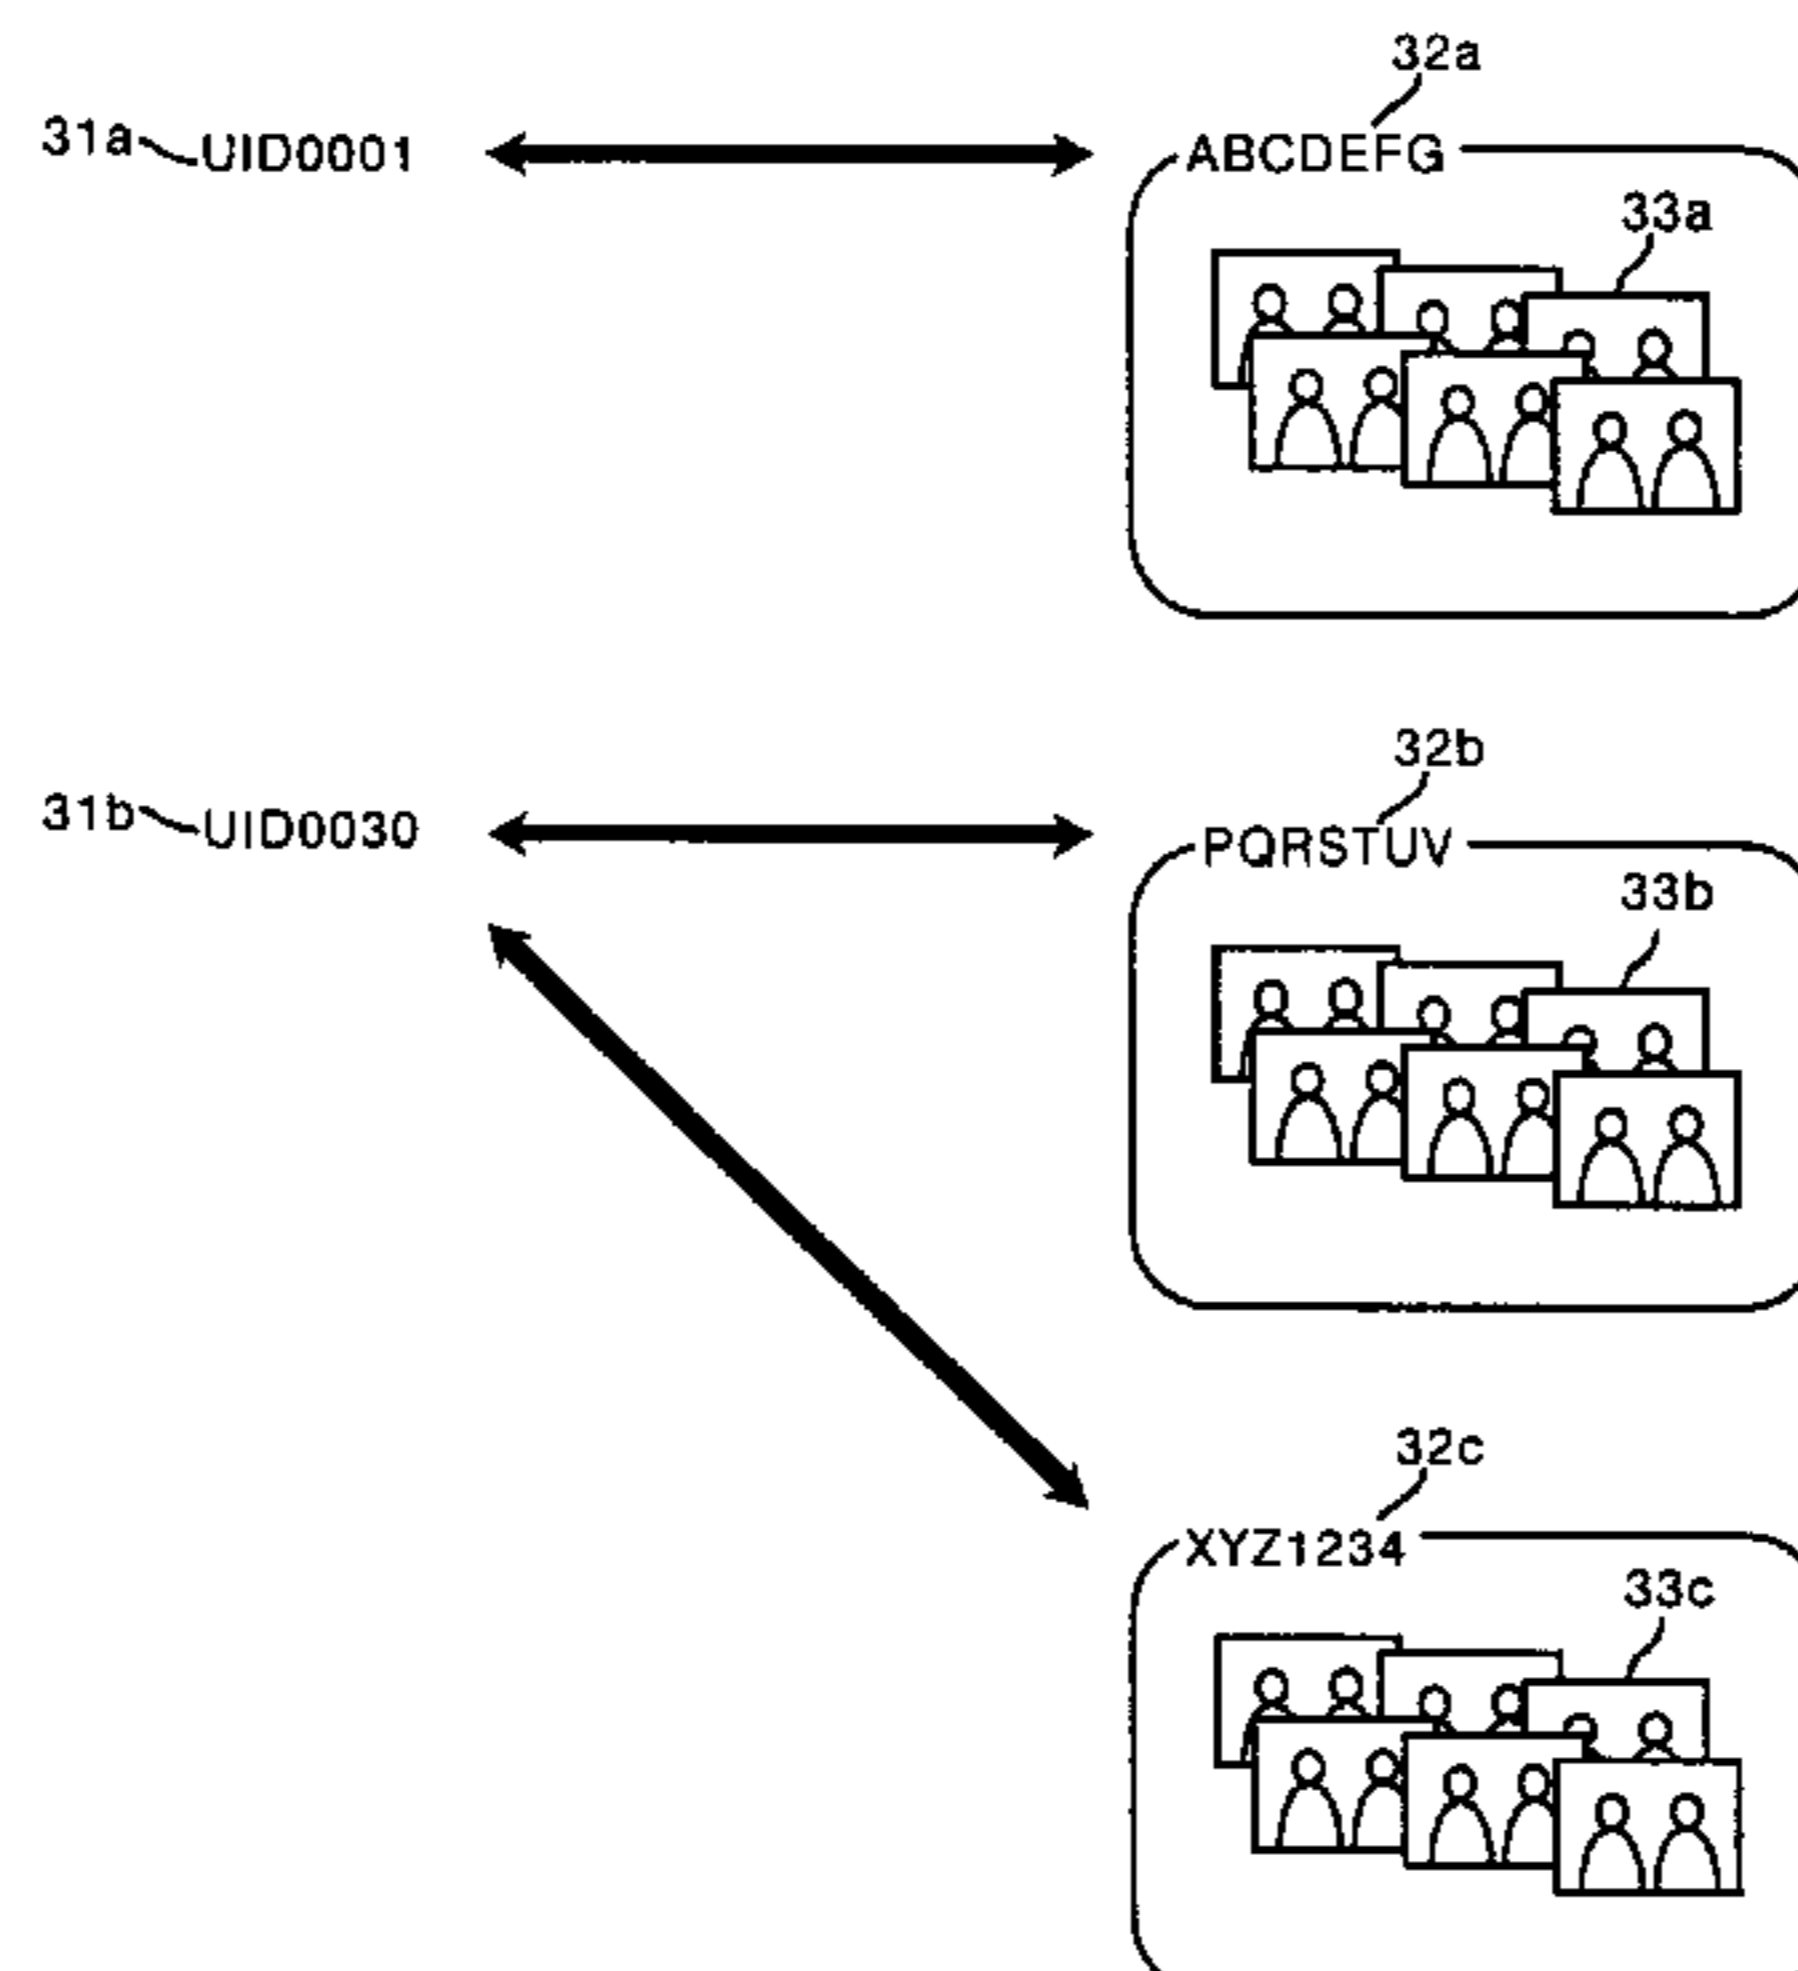 32a
31a UID0001 ABCDEFG
33a
32b
31b UID0030 PQRSTUV
33b
32c
XYZ1234
33c